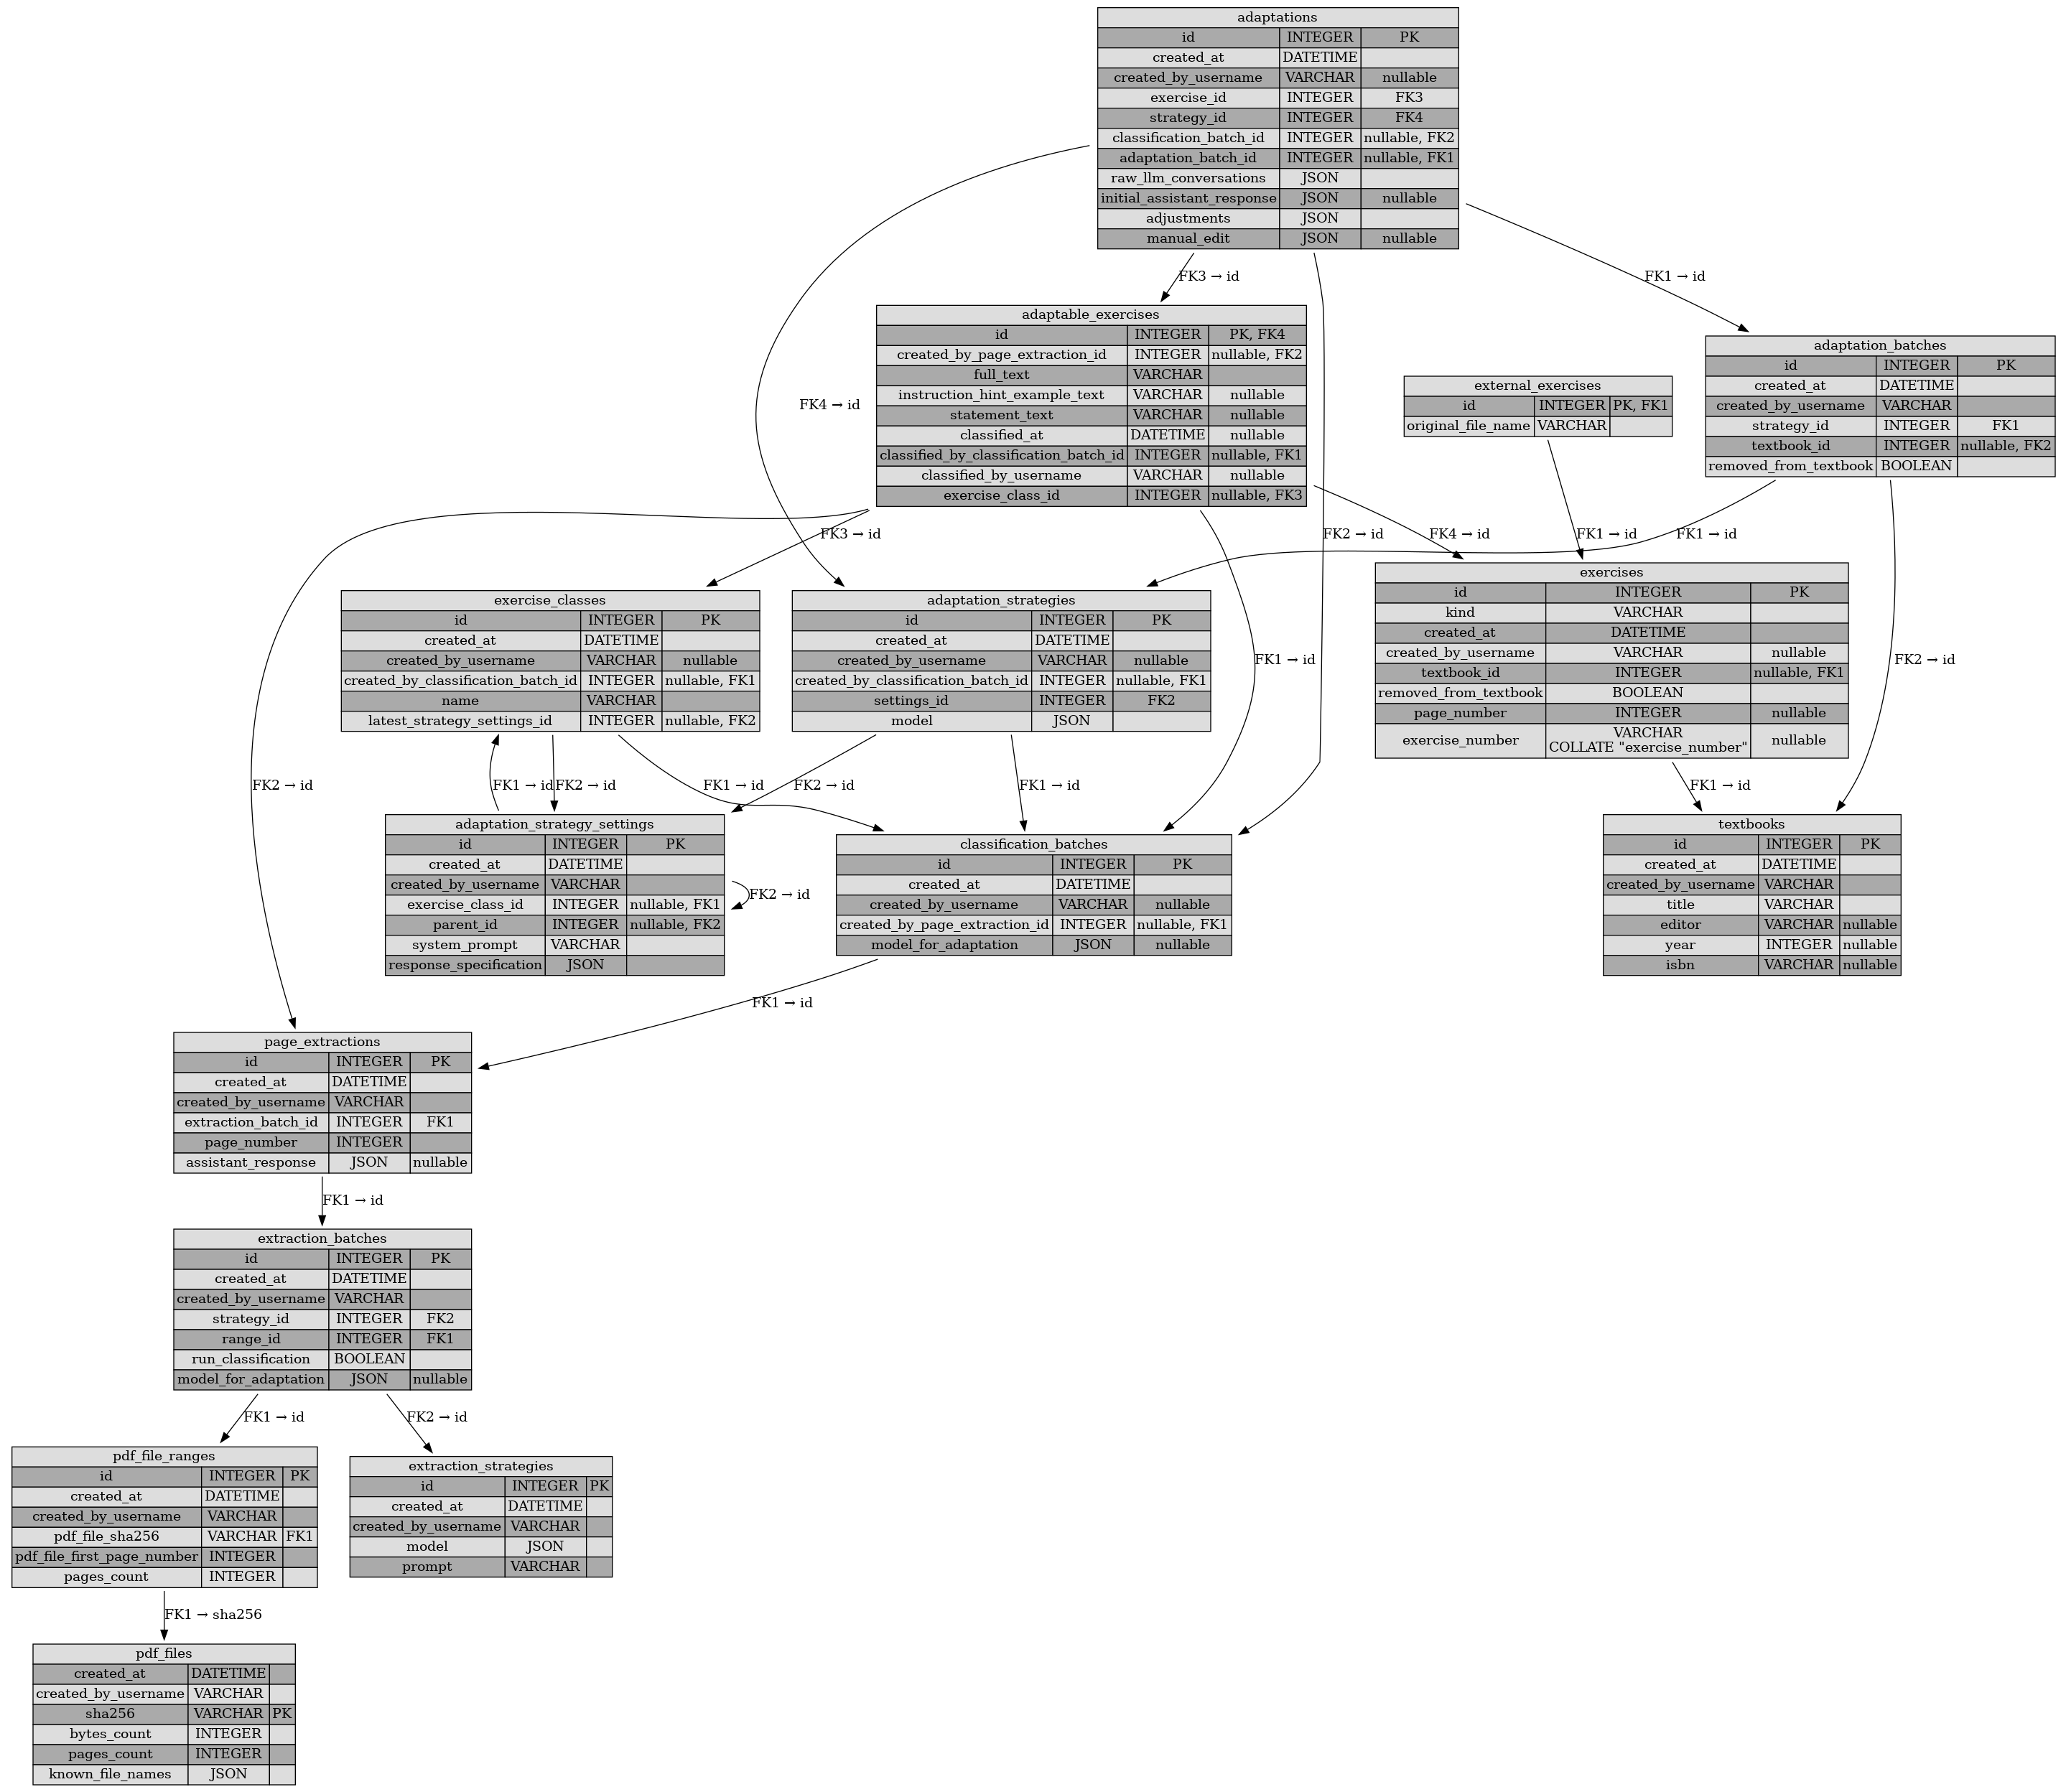 adaptations
id INTEGER PK
created_at DATETIME
created_by_username VARCHAR nullable
exercise_id INTEGER FK3
strategy_id INTEGER FK4
classification_batch_id INTEGER nullable, FK2
adaptation_batch_id INTEGER nullable, FK1
raw_llm_conversations JSON
initial_assistant_response JSON nullable
adjustments JSON
manual_edit JSON nullable
FK3 → id
FK1 → id
FK4 → id
FK2 → id
adaptable_exercises
id INTEGER PK, FK4
created_by_page_extraction_id INTEGER nullable, FK2
full_text VARCHAR
instruction_hint_example_text VARCHAR nullable
statement_text VARCHAR nullable
classified_at DATETIME nullable
classified_by_classification_batch_id INTEGER nullable, FK1
classified_by_username VARCHAR nullable
exercise_class_id INTEGER nullable, FK3
external_exercises
id INTEGER PK, FK1
original_file_name VARCHAR
adaptation_batches
id INTEGER PK
created_at DATETIME
created_by_username VARCHAR
strategy_id INTEGER FK1
textbook_id INTEGER nullable, FK2
removed_from_textbook BOOLEAN
FK3 → id
FK4 → id
FK1 → id
FK1 → id
exercise_classes
id INTEGER PK
created_at DATETIME
created_by_username VARCHAR nullable
created_by_classification_batch_id INTEGER nullable, FK1
name VARCHAR
latest_strategy_settings_id INTEGER nullable, FK2
adaptation_strategies
id INTEGER PK
created_at DATETIME
created_by_username VARCHAR nullable
created_by_classification_batch_id INTEGER nullable, FK1
settings_id INTEGER FK2
model JSON
FK1 → id
exercises
id INTEGER PK
kind VARCHAR
created_at DATETIME
created_by_username VARCHAR nullable
textbook_id INTEGER nullable, FK1
removed_from_textbook BOOLEAN
page_number INTEGER nullable
exercise_number VARCHAR COLLATE "exercise_number" nullable
FK2 → id
FK2 → id
FK1 → id
FK2 → id
FK1 → id
FK2 → id
FK1 → id
FK1 → id
adaptation_strategy_settings
id INTEGER PK
created_at DATETIME
created_by_username VARCHAR
exercise_class_id INTEGER nullable, FK1
parent_id INTEGER nullable, FK2
system_prompt VARCHAR
response_specification JSON
FK2 → id
classification_batches
id INTEGER PK
created_at DATETIME
created_by_username VARCHAR nullable
created_by_page_extraction_id INTEGER nullable, FK1
model_for_adaptation JSON nullable
textbooks
id INTEGER PK
created_at DATETIME
created_by_username VARCHAR
title VARCHAR
editor VARCHAR nullable
year INTEGER nullable
isbn VARCHAR nullable
FK1 → id
page_extractions
id INTEGER PK
created_at DATETIME
created_by_username VARCHAR
extraction_batch_id INTEGER FK1
page_number INTEGER
assistant_response JSON nullable
FK1 → id
extraction_batches
id INTEGER PK
created_at DATETIME
created_by_username VARCHAR
strategy_id INTEGER FK2
range_id INTEGER FK1
run_classification BOOLEAN
model_for_adaptation JSON nullable
FK1 → id
FK2 → id
pdf_file_ranges
id INTEGER PK
created_at DATETIME
created_by_username VARCHAR
pdf_file_sha256 VARCHAR FK1
pdf_file_first_page_number INTEGER
pages_count INTEGER
extraction_strategies
id INTEGER PK
created_at DATETIME
created_by_username VARCHAR
model JSON
prompt VARCHAR
FK1 → sha256
pdf_files
created_at DATETIME
created_by_username VARCHAR
sha256 VARCHAR PK
bytes_count INTEGER
pages_count INTEGER
known_file_names JSON